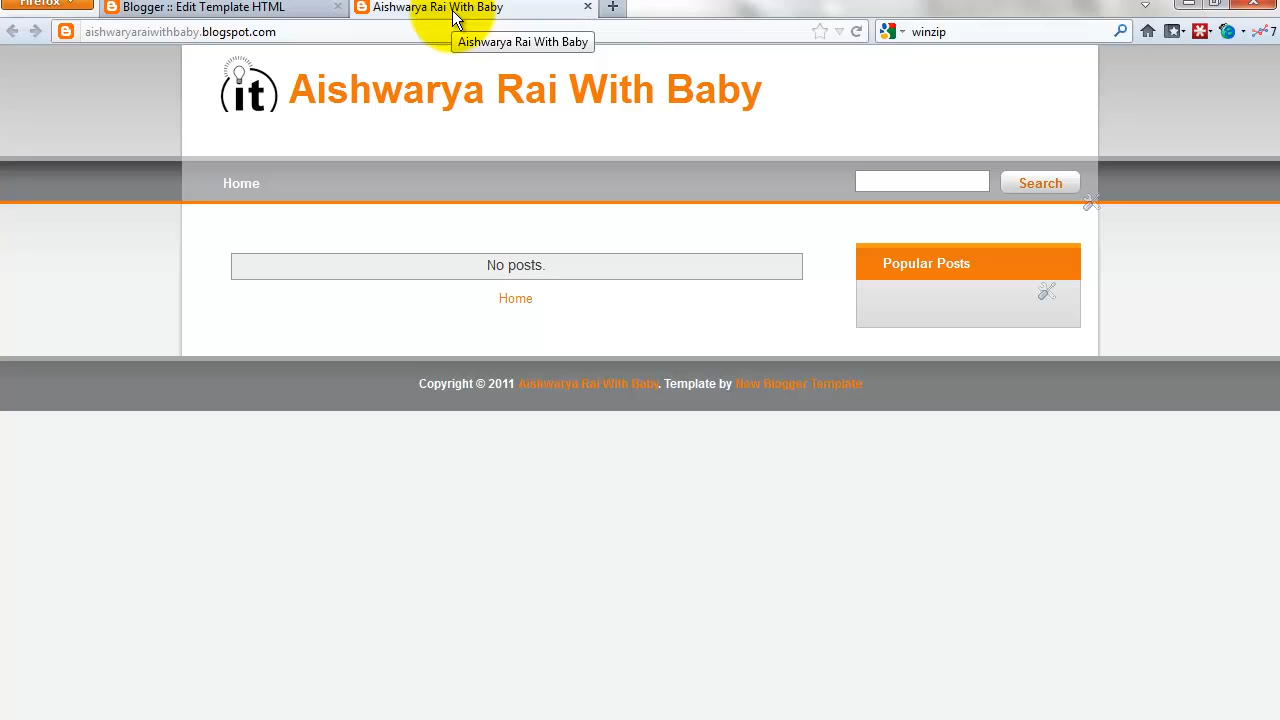 Firefox
Blogger :: Edit Template HTML
Aishwarya Rai With Baby
aishwaryaraiwithbaby.blogspot.com
winzip
7
Aishwarya Rai With Baby
it Aishwarya Rai With Baby
Home
Search
No posts.
Popular Posts
Home
Copyright © 2011 Aishwarya Rai With Baby. Template by New Blogger Template